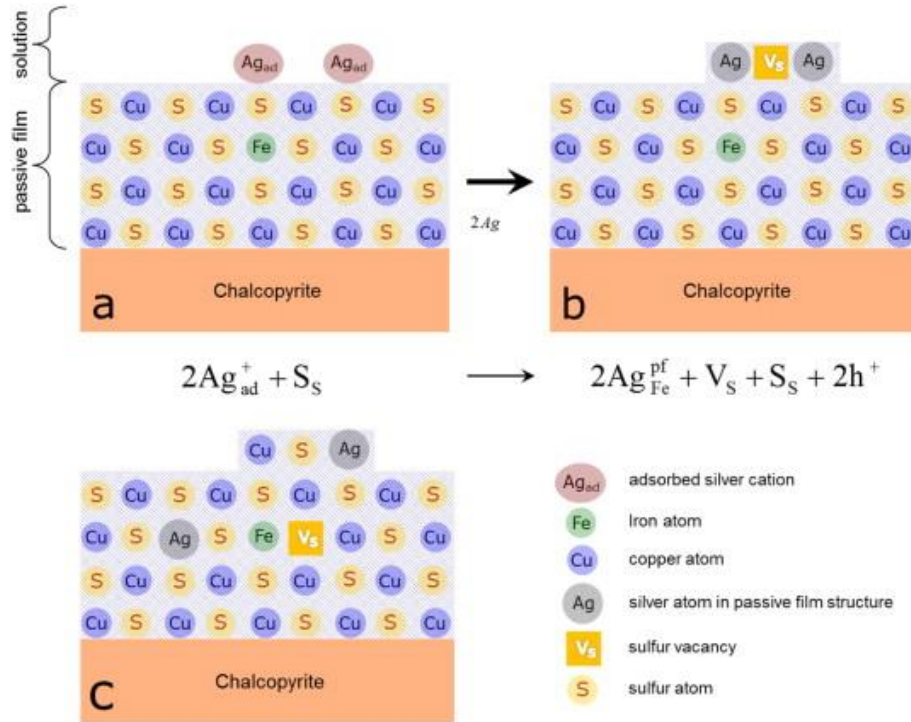 solution
passive film
Ag_ad Ag_ad
S Cu S Cu S Cu S Cu S
Cu S Cu S Fe S Cu S Cu
S Cu S Cu S Cu S Cu S
Cu S Cu S Cu S Cu S Cu
a
Chalcopyrite
2Ag
Ag V_S Ag
S Cu S Cu S Cu S Cu S
Cu S Cu S Fe S Cu S Cu
S Cu S Cu S Cu S Cu S
Cu S Cu S Cu S Cu S Cu
b
Chalcopyrite
2Ag^+_ad + S_S → 2Ag^pf_Fe + V_S + S_S + 2h^+
Cu S Ag
S Cu S Cu S Cu S Cu S
Cu S Ag S Fe V_S Cu S Cu
S Cu S Cu S Cu S Cu S
Cu S Cu S Cu S Cu S Cu
c
Chalcopyrite
Ag_ad adsorbed silver cation
Fe Iron atom
Cu copper atom
Ag silver atom in passive film structure
V_S sulfur vacancy
S sulfur atom